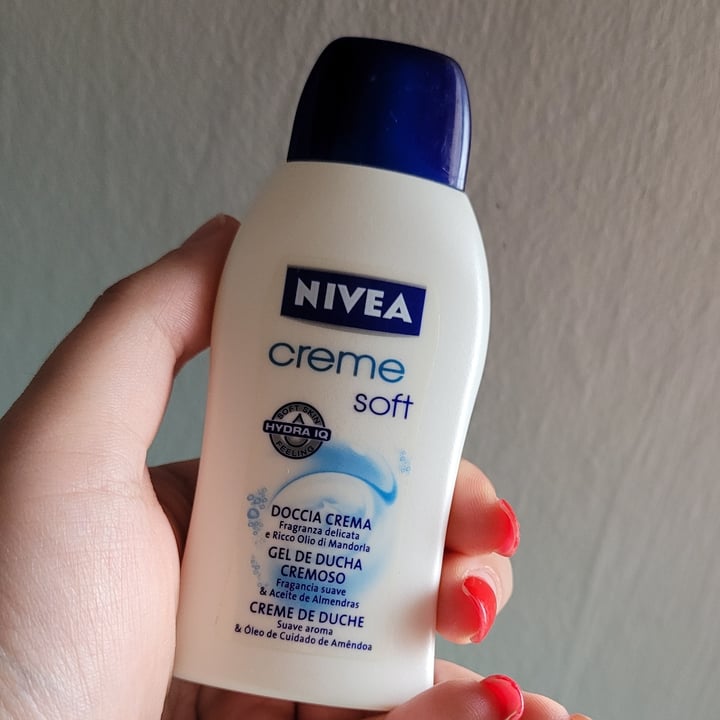 NIVEA
creme
soft
SOFT SKIN
HYDRA IQ
FEELING
DOCCIA CREMA
Fragranza delicata
e Ricco Olio di Mandorla
GEL DE DUCHA
CREMOSO
Fragancia suave
& Aceite de Almendras
CREME DE DUCHE
Suave aroma
& Óleo de Cuidado de Amêndoa